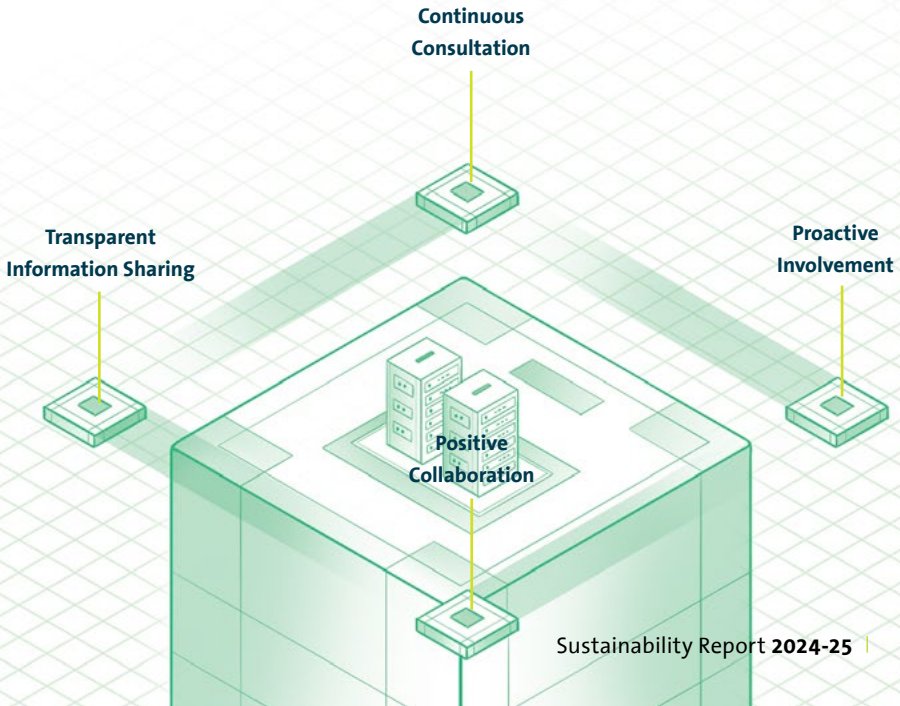 Continuous
Consultation
Transparent
Information Sharing
Proactive
Involvement
Positive
Collaboration
Sustainability Report 2024-25